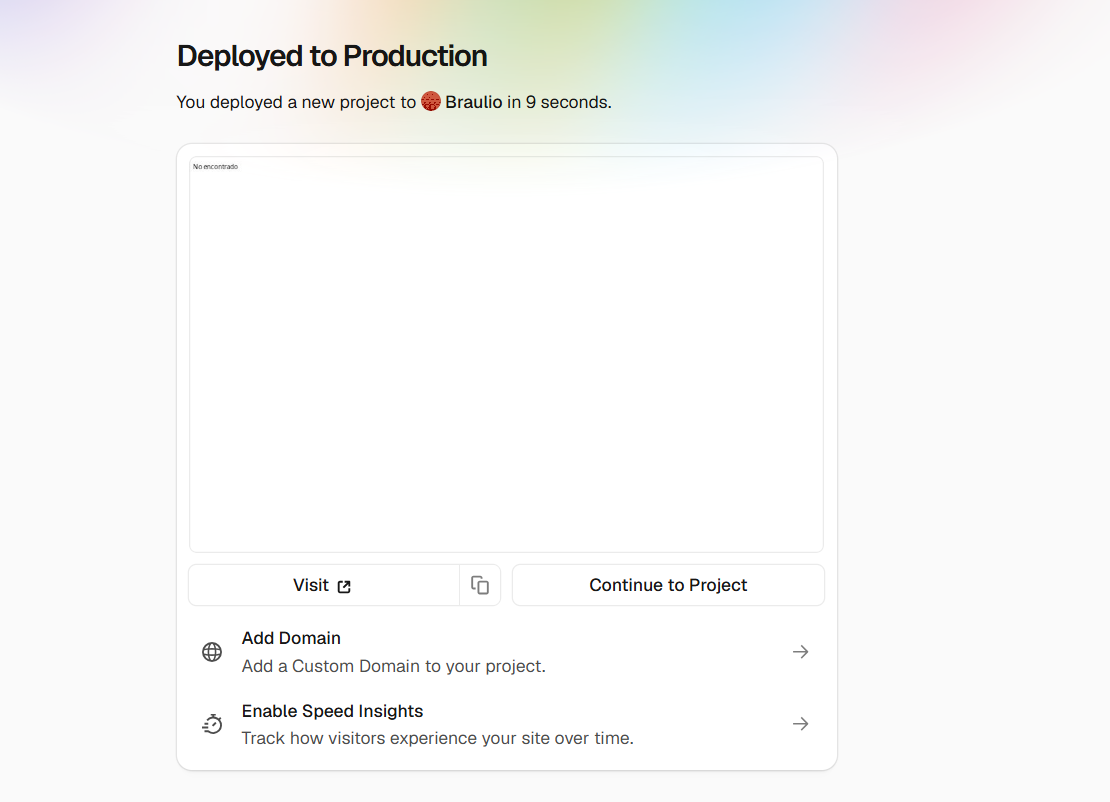 Deployed to Production
You deployed a new project to Braulio in 9 seconds.
No encontrado
Visit
Continue to Project
Add Domain
Add a Custom Domain to your project.
Enable Speed Insights
Track how visitors experience your site over time.